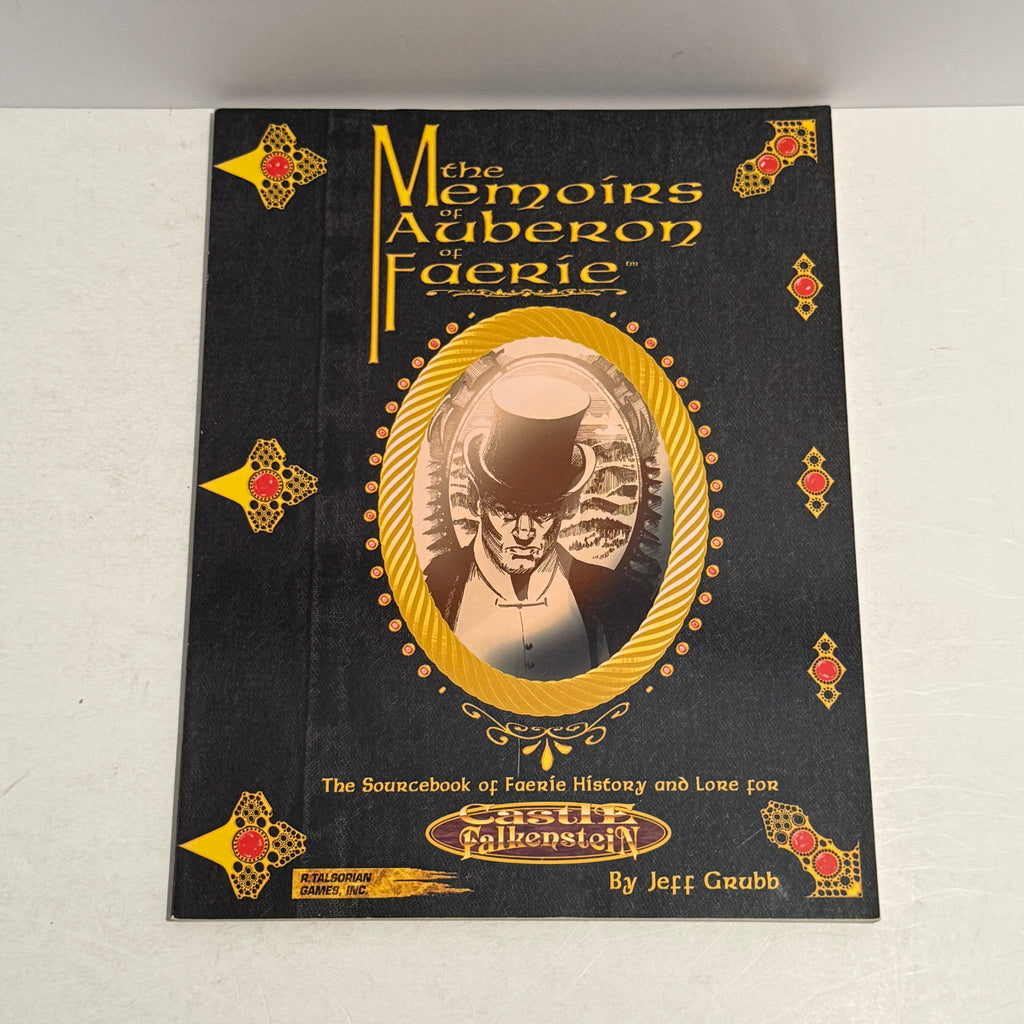 the
Memoirs
of
Auberon
of
Faerie™
The Sourcebook of Faerie History and Lore for
Castle
Falkenstein
R.TALSORIAN
GAMES, INC.
By Jeff Grubb